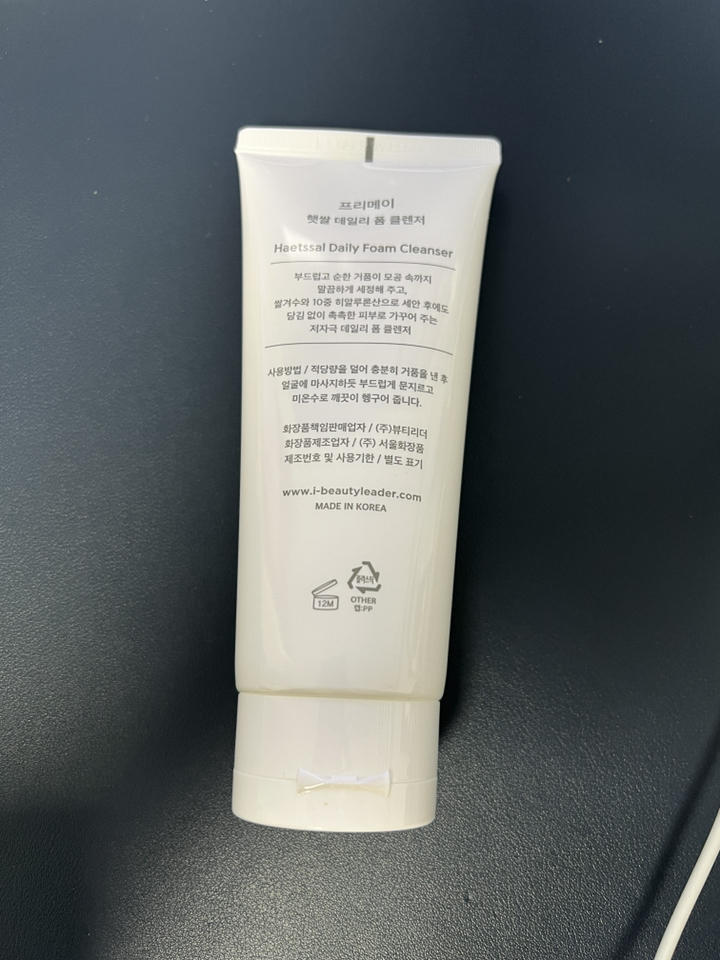 프리메이
햇쌀 데일리 폼 클렌저
Haetssal Daily Foam Cleanser
부드럽고 순한 거품이 모공 속까지
말끔하게 세정해 주고,
쌀겨수와 10중 히알루론산으로 세안 후에도
당김 없이 촉촉한 피부로 가꾸어 주는
저자극 데일리 폼 클렌저
사용방법 / 적당량을 덜어 충분히 거품을 낸 후
얼굴에 마사지하듯 부드럽게 문지르고
미온수로 깨끗이 헹구어 줍니다.
화장품책임판매업자 / (주)뷰티리더
화장품제조업자 / (주) 서울화장품
제조번호 및 사용기한 / 별도 표기
www.i-beautyleader.com
MADE IN KOREA
12M
플라스틱
OTHER
캡:PP